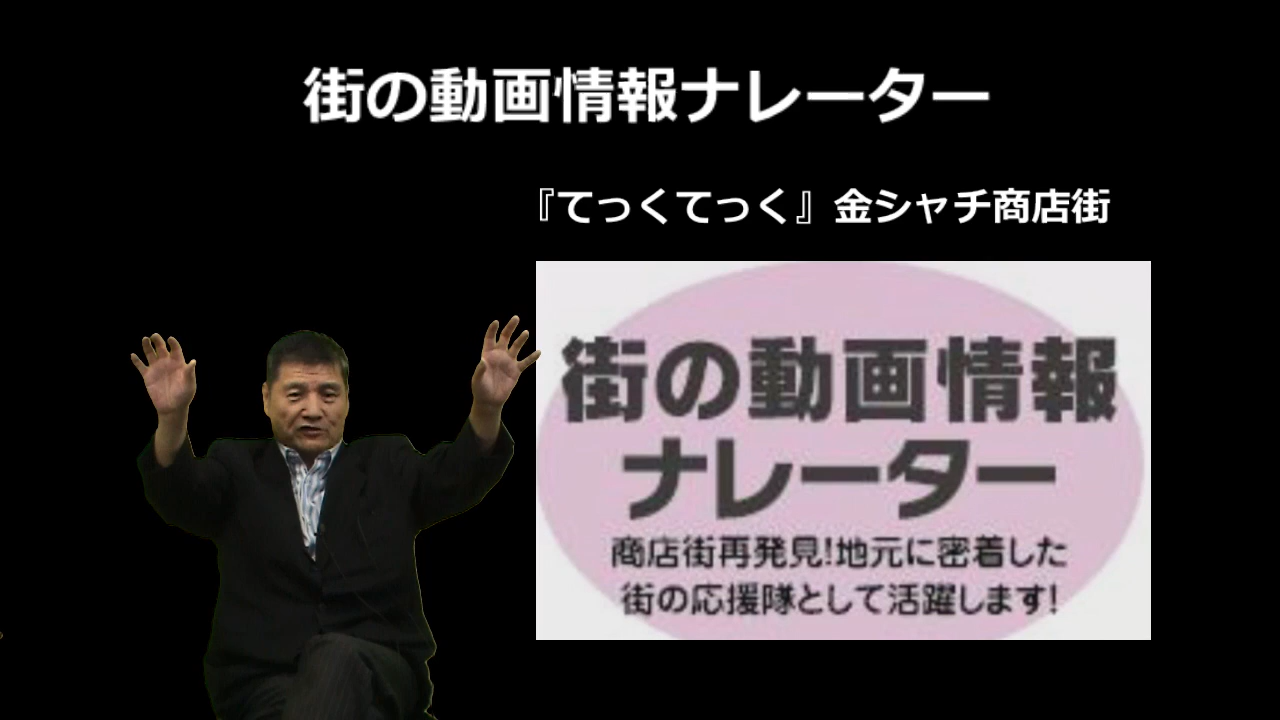 街の動画情報ナレーター
『てっくてっく』金シャチ商店街
街の動画情報
ナレーター
商店街再発見!地元に密着した
街の応援隊として活躍します!